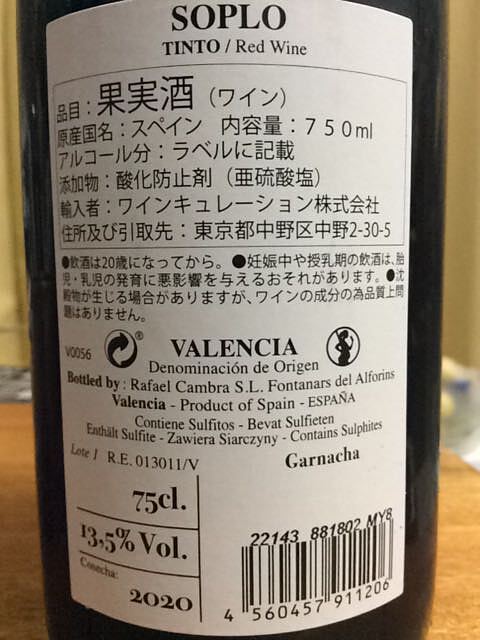 SOPLO
TINTO / Red Wine
品目：果実酒（ワイン）
原産国名：スペイン　内容量：７５０ml
アルコール分：ラベルに記載
添加物：酸化防止剤（亜硫酸塩）
輸入者：ワインキュレーション株式会社
住所及び引取先：東京都中野区中野2-30-5
●飲酒は20歳になってから。●妊娠中や授乳期の飲酒は、胎
児・乳児の発育に悪影響を与えるおそれがあります。●沈
殿物が生じる場合がありますが、ワインの成分の為品質上問
題はありません。
V0056
®
VALENCIA
Denominación de Origen
Bottled by : Rafael Cambra S.L. Fontanars del Alforins
Valencia - Product of Spain - ESPAÑA
Contiene Sulfitos - Bevat Sulfieten
Enthält Sulfite - Zawiera Siarczyny - Contains Sulphites
Lote 1 R.E. 013011/V
Garnacha
75cl.
13,5% Vol.
Cosecha:
2020
22143 881802 MY8
4 560457 911206